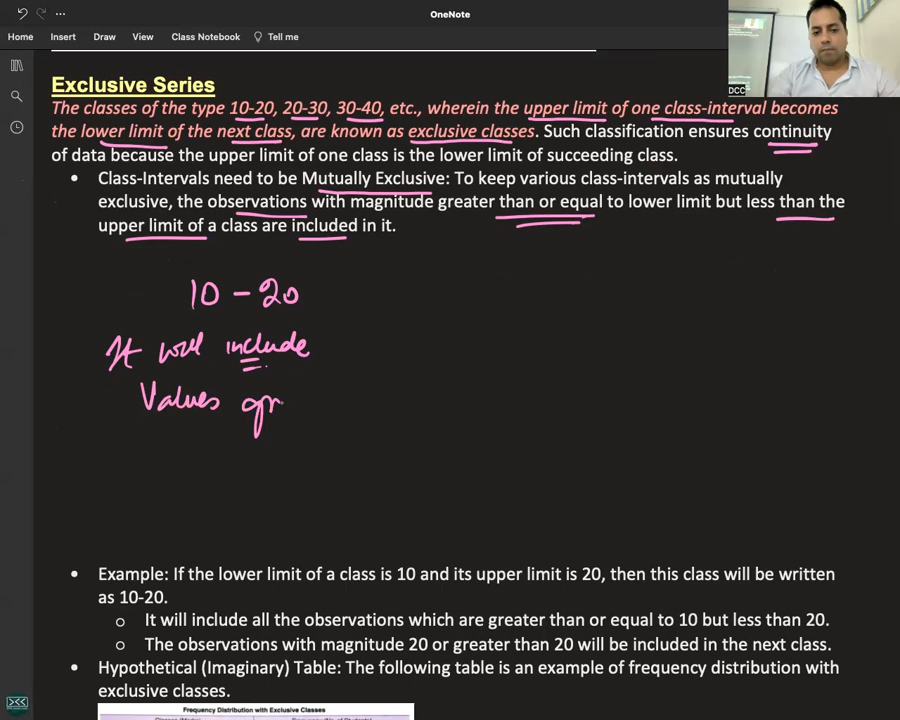 OneNote
Home Insert Draw View Class Notebook Tell me
DCC
Exclusive Series
The classes of the type 10-20, 20-30, 30-40, etc., wherein the upper limit of one class-interval becomes
the lower limit of the next class, are known as exclusive classes. Such classification ensures continuity
of data because the upper limit of one class is the lower limit of succeeding class.
• Class-Intervals need to be Mutually Exclusive: To keep various class-intervals as mutually
exclusive, the observations with magnitude greater than or equal to lower limit but less than the
upper limit of a class are included in it.
10 - 20
It will include
Values gr
• Example: If the lower limit of a class is 10 and its upper limit is 20, then this class will be written
as 10-20.
o It will include all the observations which are greater than or equal to 10 but less than 20.
o The observations with magnitude 20 or greater than 20 will be included in the next class.
• Hypothetical (Imaginary) Table: The following table is an example of frequency distribution with
exclusive classes.
Frequency Distribution with Exclusive Classes